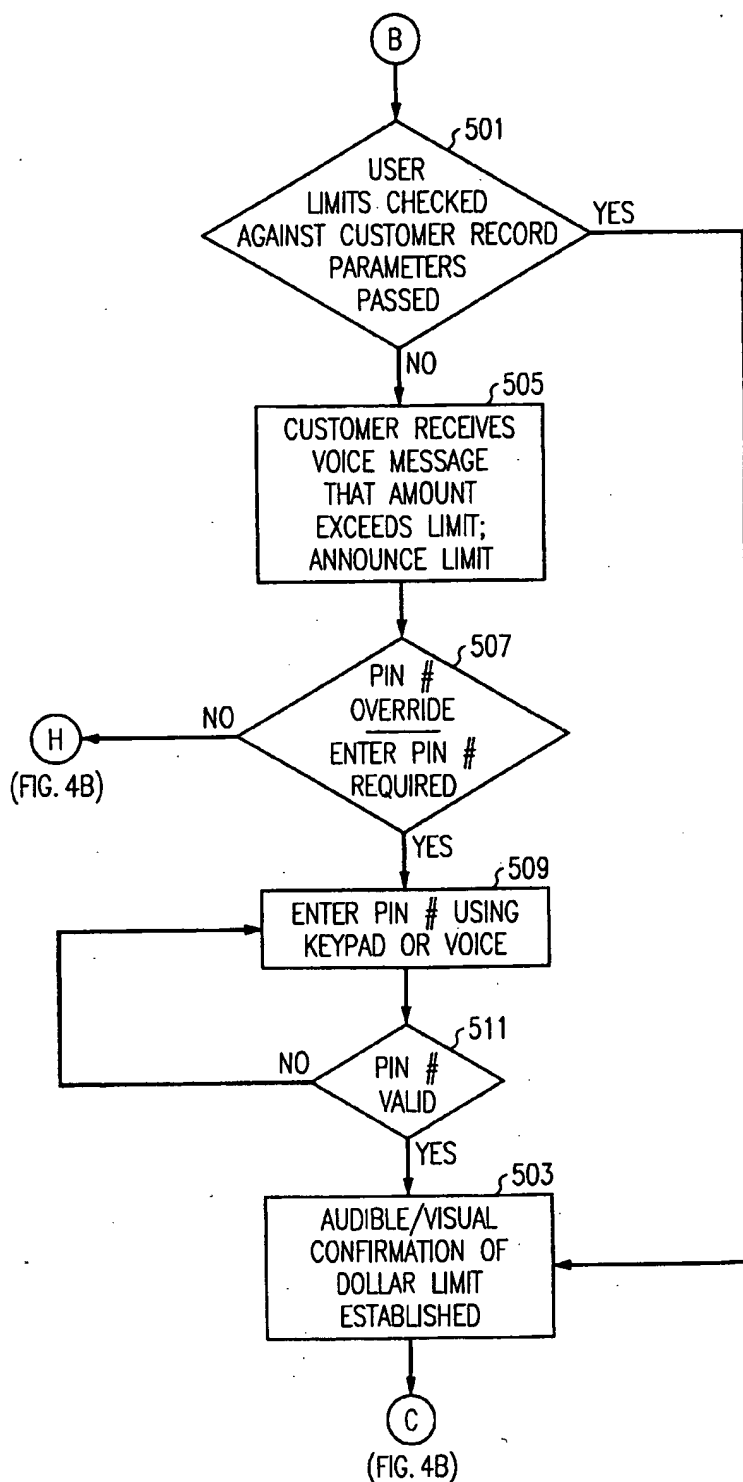 B
501
USER
LIMITS CHECKED
AGAINST CUSTOMER RECORD
PARAMETERS
PASSED
YES
NO
505
CUSTOMER RECEIVES
VOICE MESSAGE
THAT AMOUNT
EXCEEDS LIMIT;
ANNOUNCE LIMIT
507
PIN #
OVERRIDE
ENTER PIN #
REQUIRED
NO
H
(FIG. 4B)
YES
509
ENTER PIN # USING
KEYPAD OR VOICE
511
NO
PIN #
VALID
YES
503
AUDIBLE/VISUAL
CONFIRMATION OF
DOLLAR LIMIT
ESTABLISHED
C
(FIG. 4B)